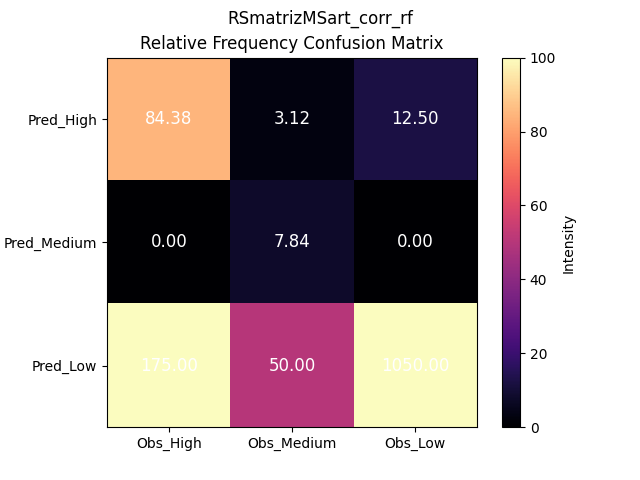 RSmatrizMSart_corr_rf
Relative Frequency Confusion Matrix
Pred_High 84.38 3.12 12.50
Pred_Medium 0.00 7.84 0.00
Pred_Low 175.00 50.00 1050.00
Obs_High Obs_Medium Obs_Low
100
80
60
40
20
0
Intensity